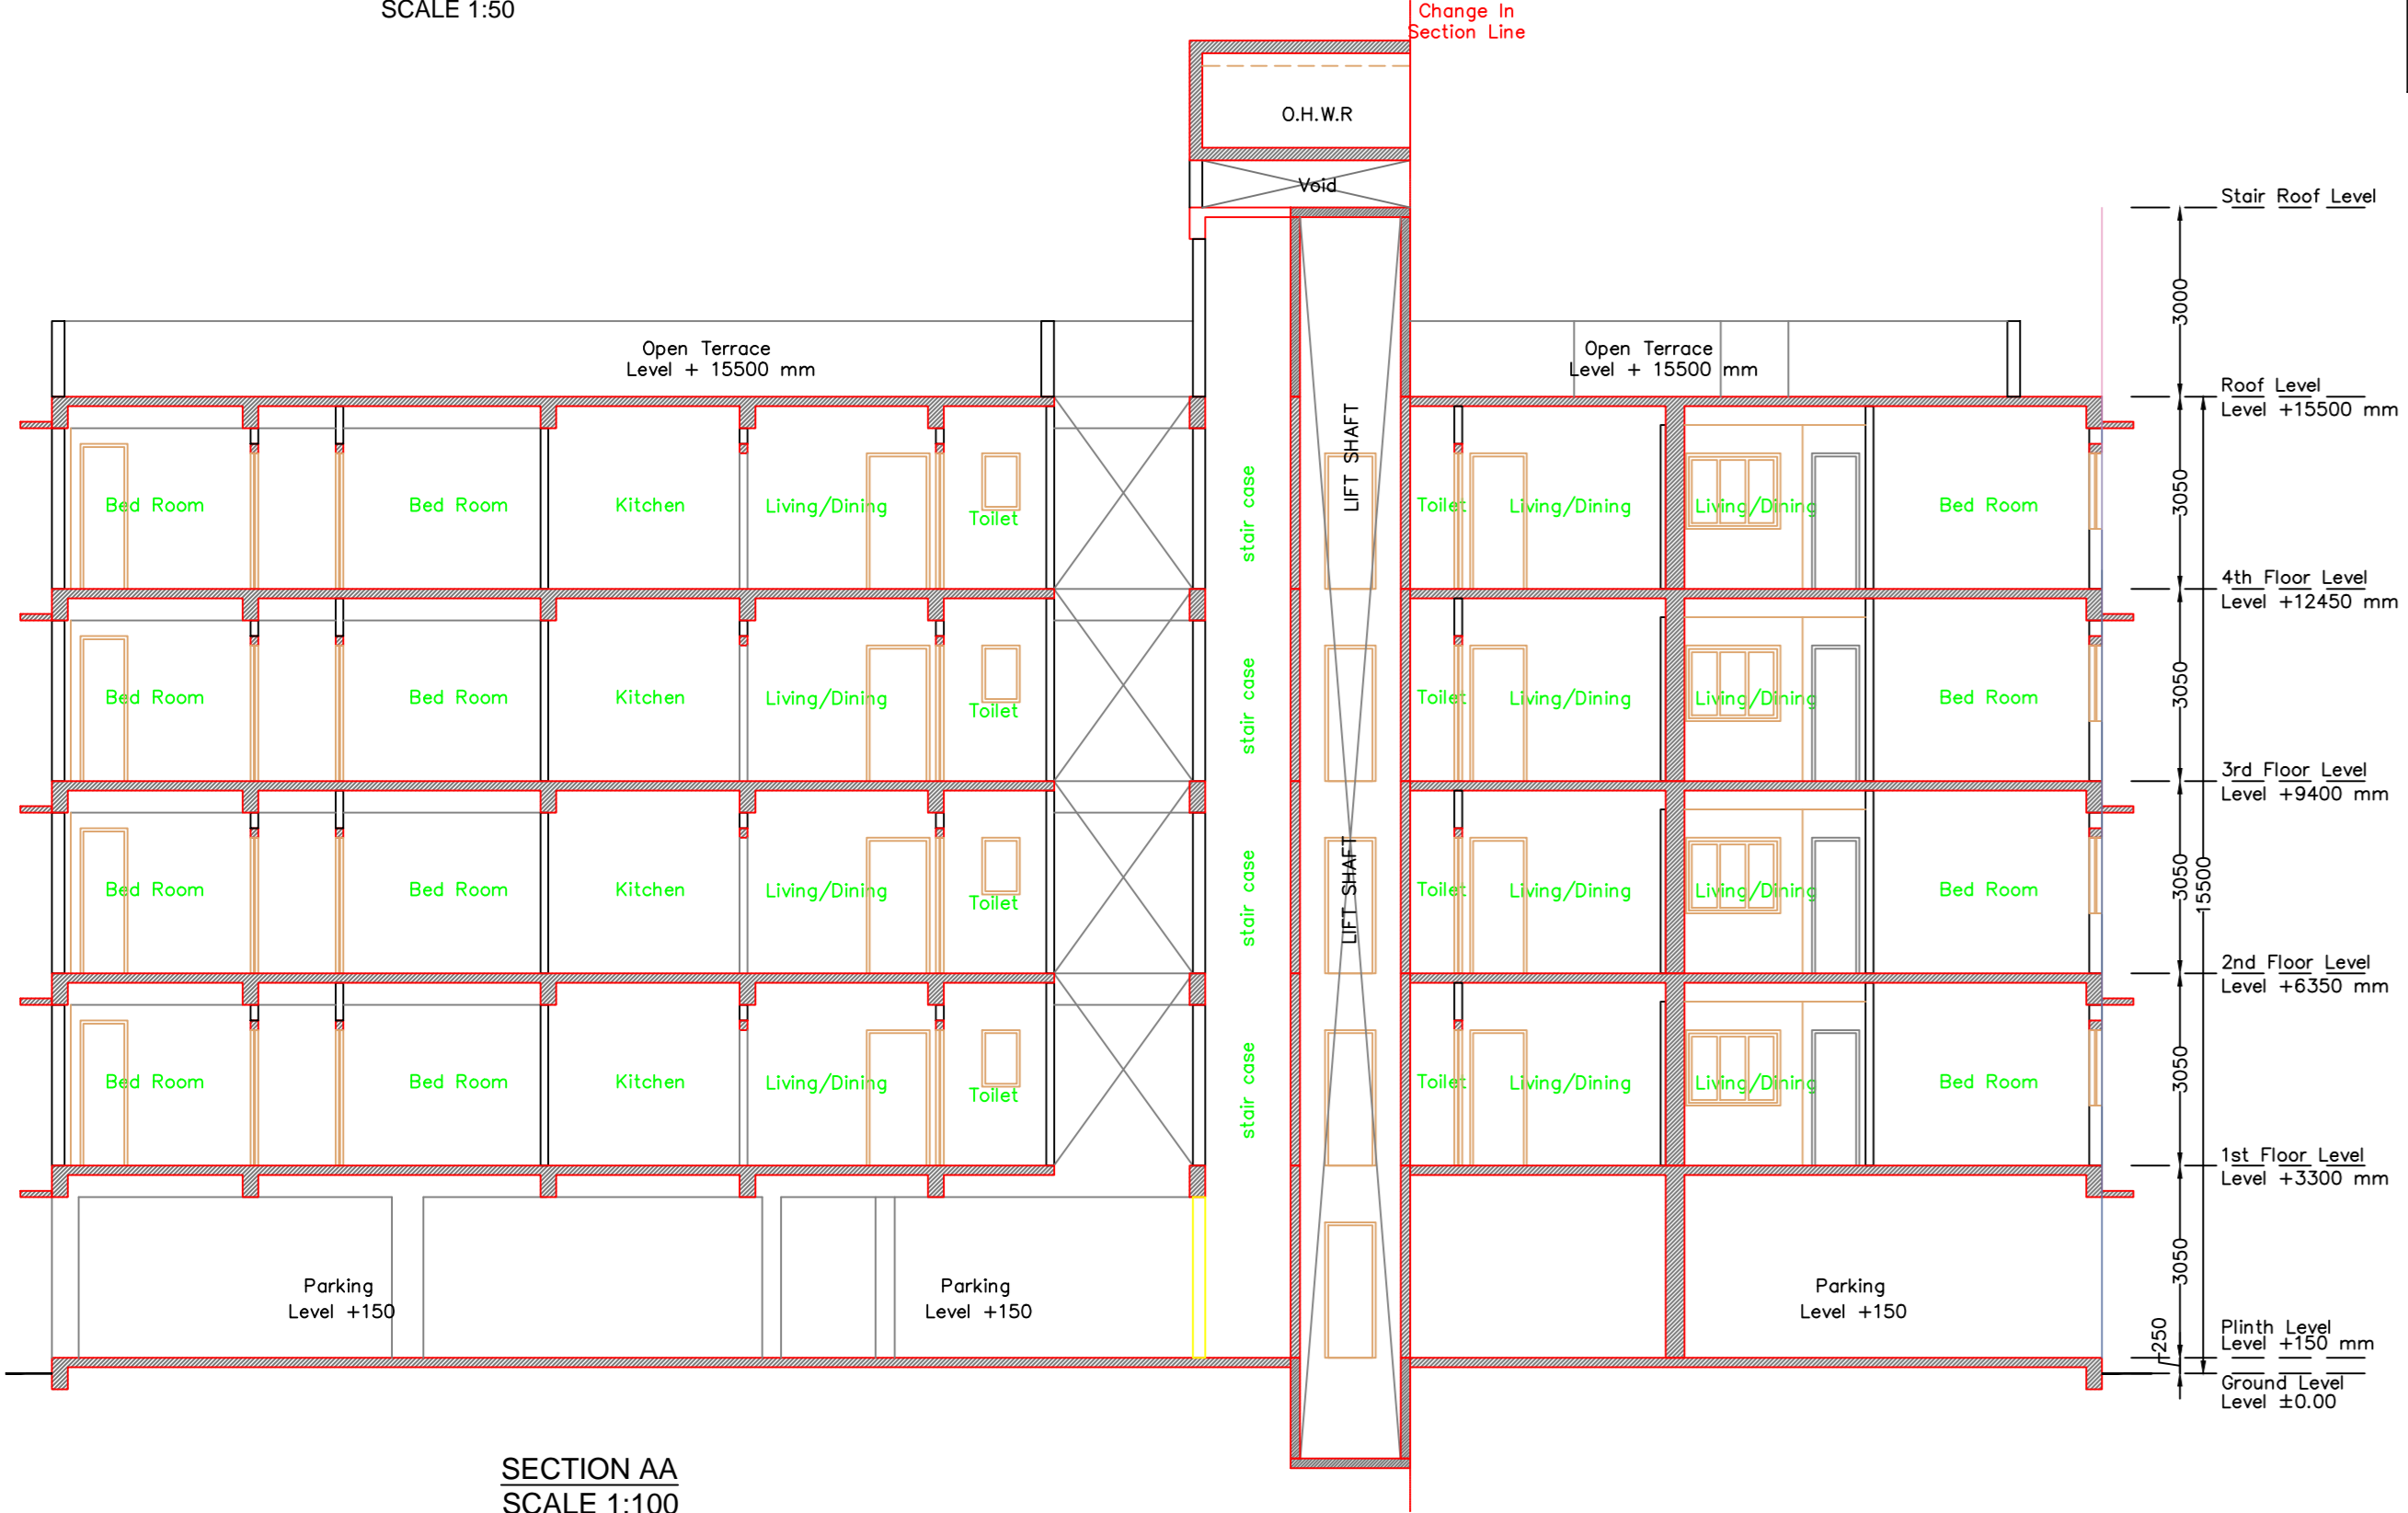 SCALE 1:50
Change In
Section Line
O.H.W.R
Void
Stair Roof Level
3000
Open Terrace
Level + 15500 mm
Open Terrace
Level + 15500 mm
Roof Level
Level +15500 mm
LIFT SHAFT
Bed Room
Bed Room
Kitchen
Living/Dining
Toilet
stair case
Toilet
Living/Dining
Living/Dining
Bed Room
3050
4th Floor Level
Level +12450 mm
Bed Room
Bed Room
Kitchen
Living/Dining
Toilet
stair case
Toilet
Living/Dining
Living/Dining
Bed Room
3050
3rd Floor Level
Level +9400 mm
LIFT SHAFT
Bed Room
Bed Room
Kitchen
Living/Dining
Toilet
stair case
Toilet
Living/Dining
Living/Dining
Bed Room
3050
15500
2nd Floor Level
Level +6350 mm
Bed Room
Bed Room
Kitchen
Living/Dining
Toilet
stair case
Toilet
Living/Dining
Living/Dining
Bed Room
3050
1st Floor Level
Level +3300 mm
Parking
Level +150
Parking
Level +150
Parking
Level +150
3050
250
Plinth Level
Level +150 mm
Ground Level
Level ±0.00
SECTION AA
SCALE 1:100